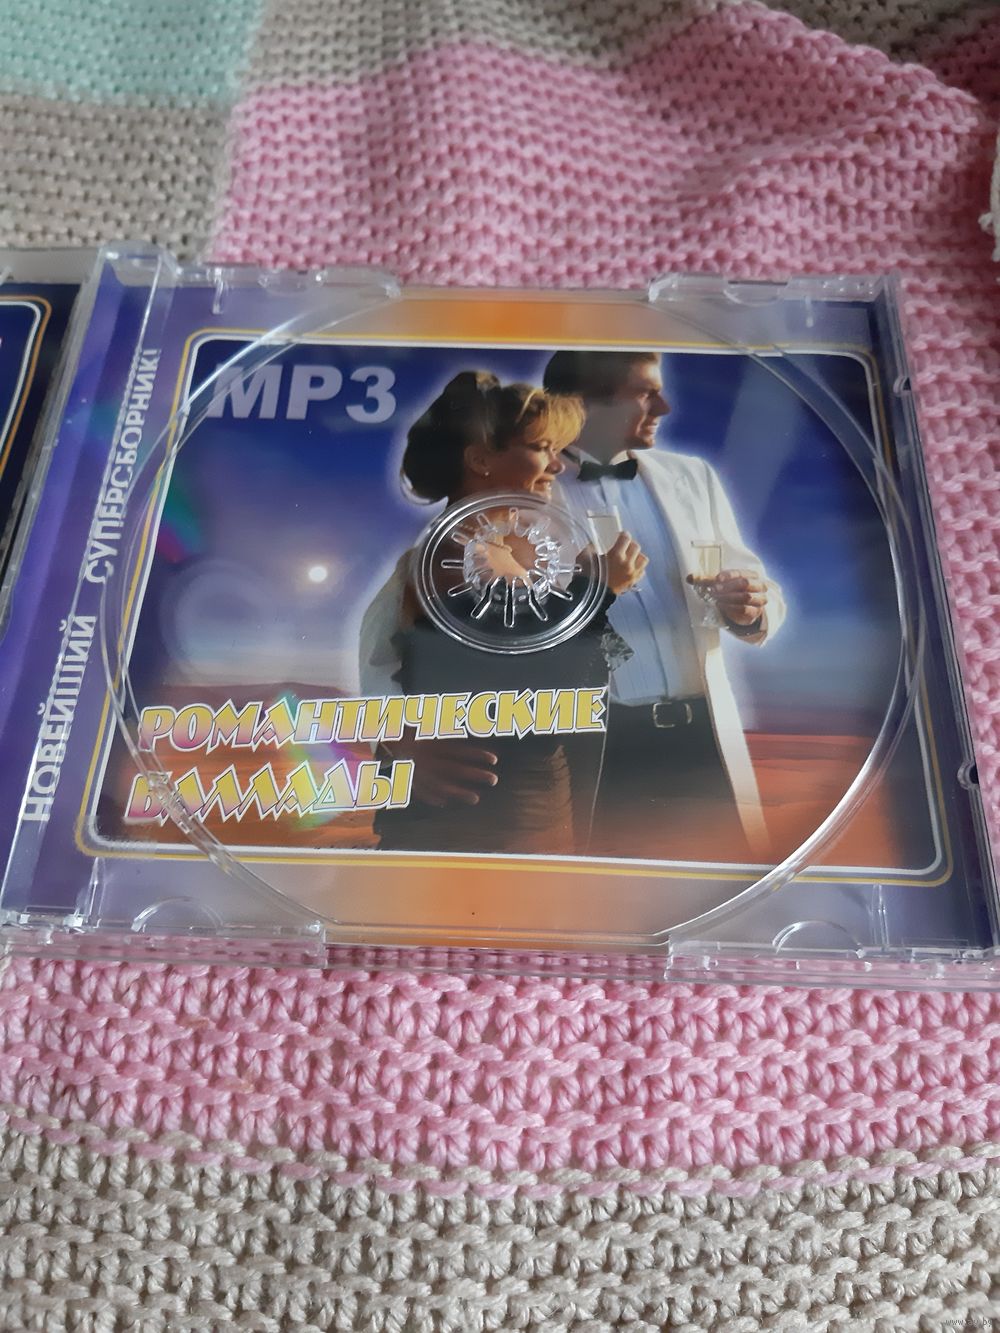 MP3
РОМАНТИЧЕСКИЕ
БАЛЛАДЫ
НОВЕЙШИЙ СУПЕРСБОРНИК!